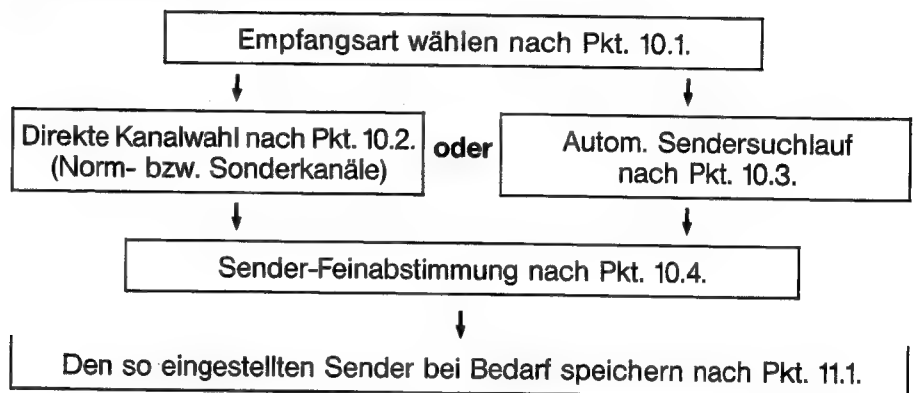 Empfangsart wählen nach Pkt. 10.1.
Direkte Kanalwahl nach Pkt. 10.2.
(Norm- bzw. Sonderkanäle)
oder
Autom. Sendersuchlauf
nach Pkt. 10.3.
Sender-Feinabstimmung nach Pkt. 10.4.
Den so eingestellten Sender bei Bedarf speichern nach Pkt. 11.1.